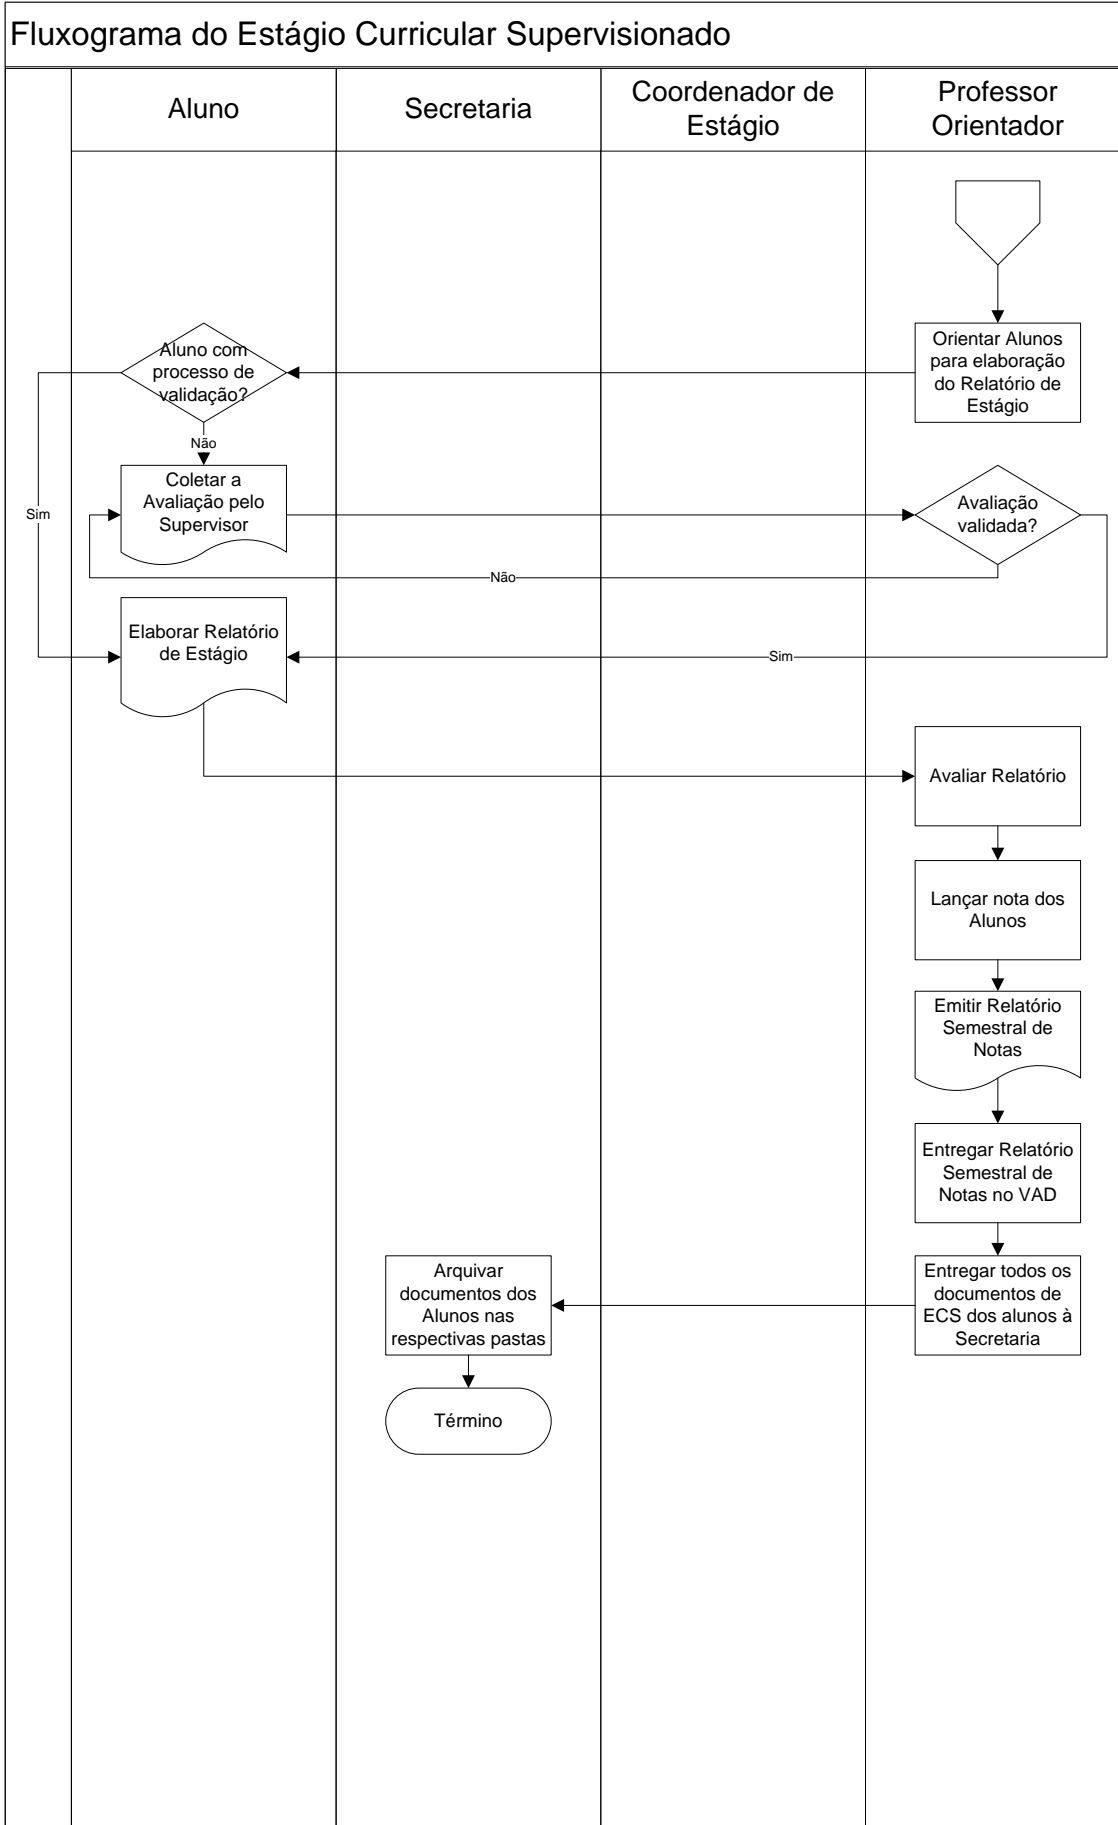 Fluxograma do Estágio Curricular Supervisionado
Aluno
Secretaria
Coordenador de
Estágio
Professor
Orientador
Orientar Alunos
para elaboração
do Relatório de
Estágio
Aluno com
processo de
validação?
Não
Sim
Coletar a
Avaliação pelo
Supervisor
Avaliação
validada?
Não
Elaborar Relatório
de Estágio
Sim
Avaliar Relatório
Lançar nota dos
Alunos
Emitir Relatório
Semestral de
Notas
Entregar Relatório
Semestral de
Notas no VAD
Entregar todos os
documentos de
ECS dos alunos à
Secretaria
Arquivar
documentos dos
Alunos nas
respectivas pastas
Término